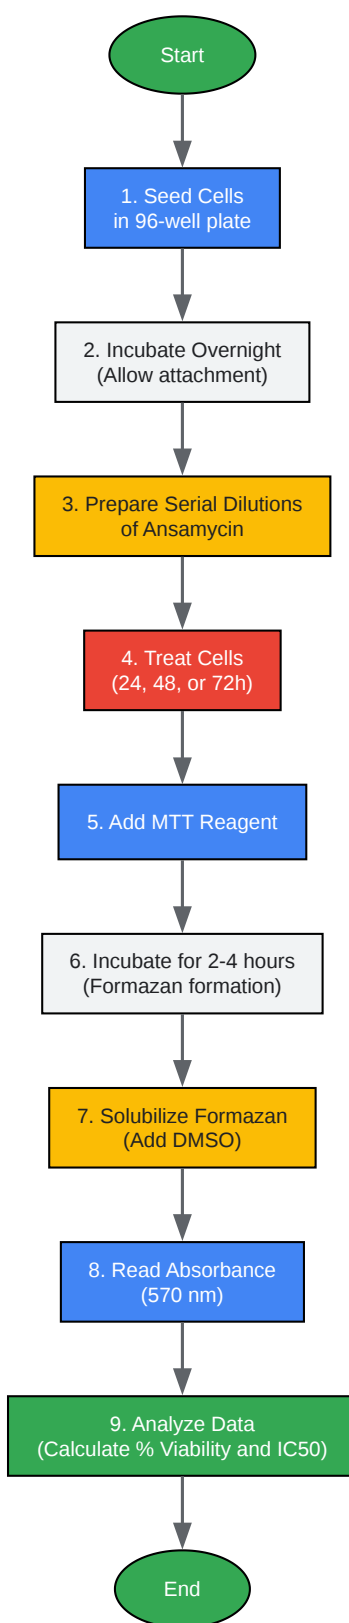 Start
1. Seed Cells
in 96-well plate
2. Incubate Overnight
(Allow attachment)
3. Prepare Serial Dilutions
of Ansamycin
4. Treat Cells
(24, 48, or 72h)
5. Add MTT Reagent
6. Incubate for 2-4 hours
(Formazan formation)
7. Solubilize Formazan
(Add DMSO)
8. Read Absorbance
(570 nm)
9. Analyze Data
(Calculate % Viability and IC50)
End